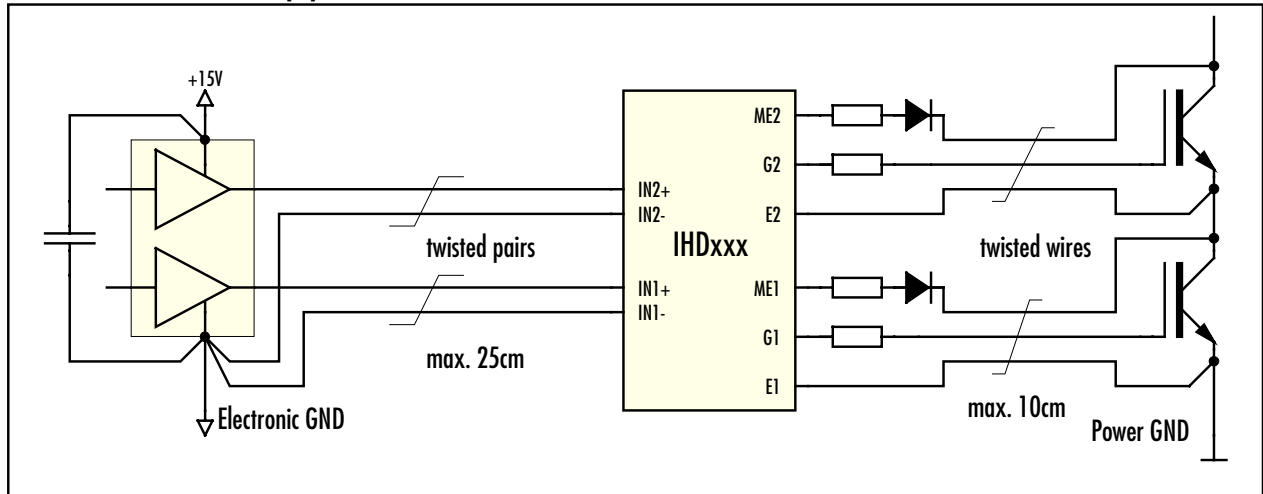 +15V
ME2
G2
IN2+
IN2-
E2
twisted pairs
IHDxxx
twisted wires
IN1+
ME1
IN1-
G1
max. 25cm
E1
max. 10cm
Electronic GND
Power GND